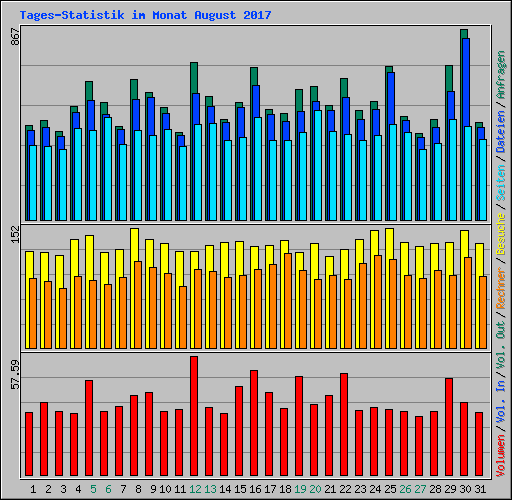 Tages-Statistik im Monat August 2017
867
152
57.59
Volumen / Vol. In / Vol. Out / Rechner / Besuche / Seiten / Dateien / Anfragen
1 2 3 4 5 6 7 8 9 10 11 12 13 14 15 16 17 18 19 20 21 22 23 24 25 26 27 28 29 30 31